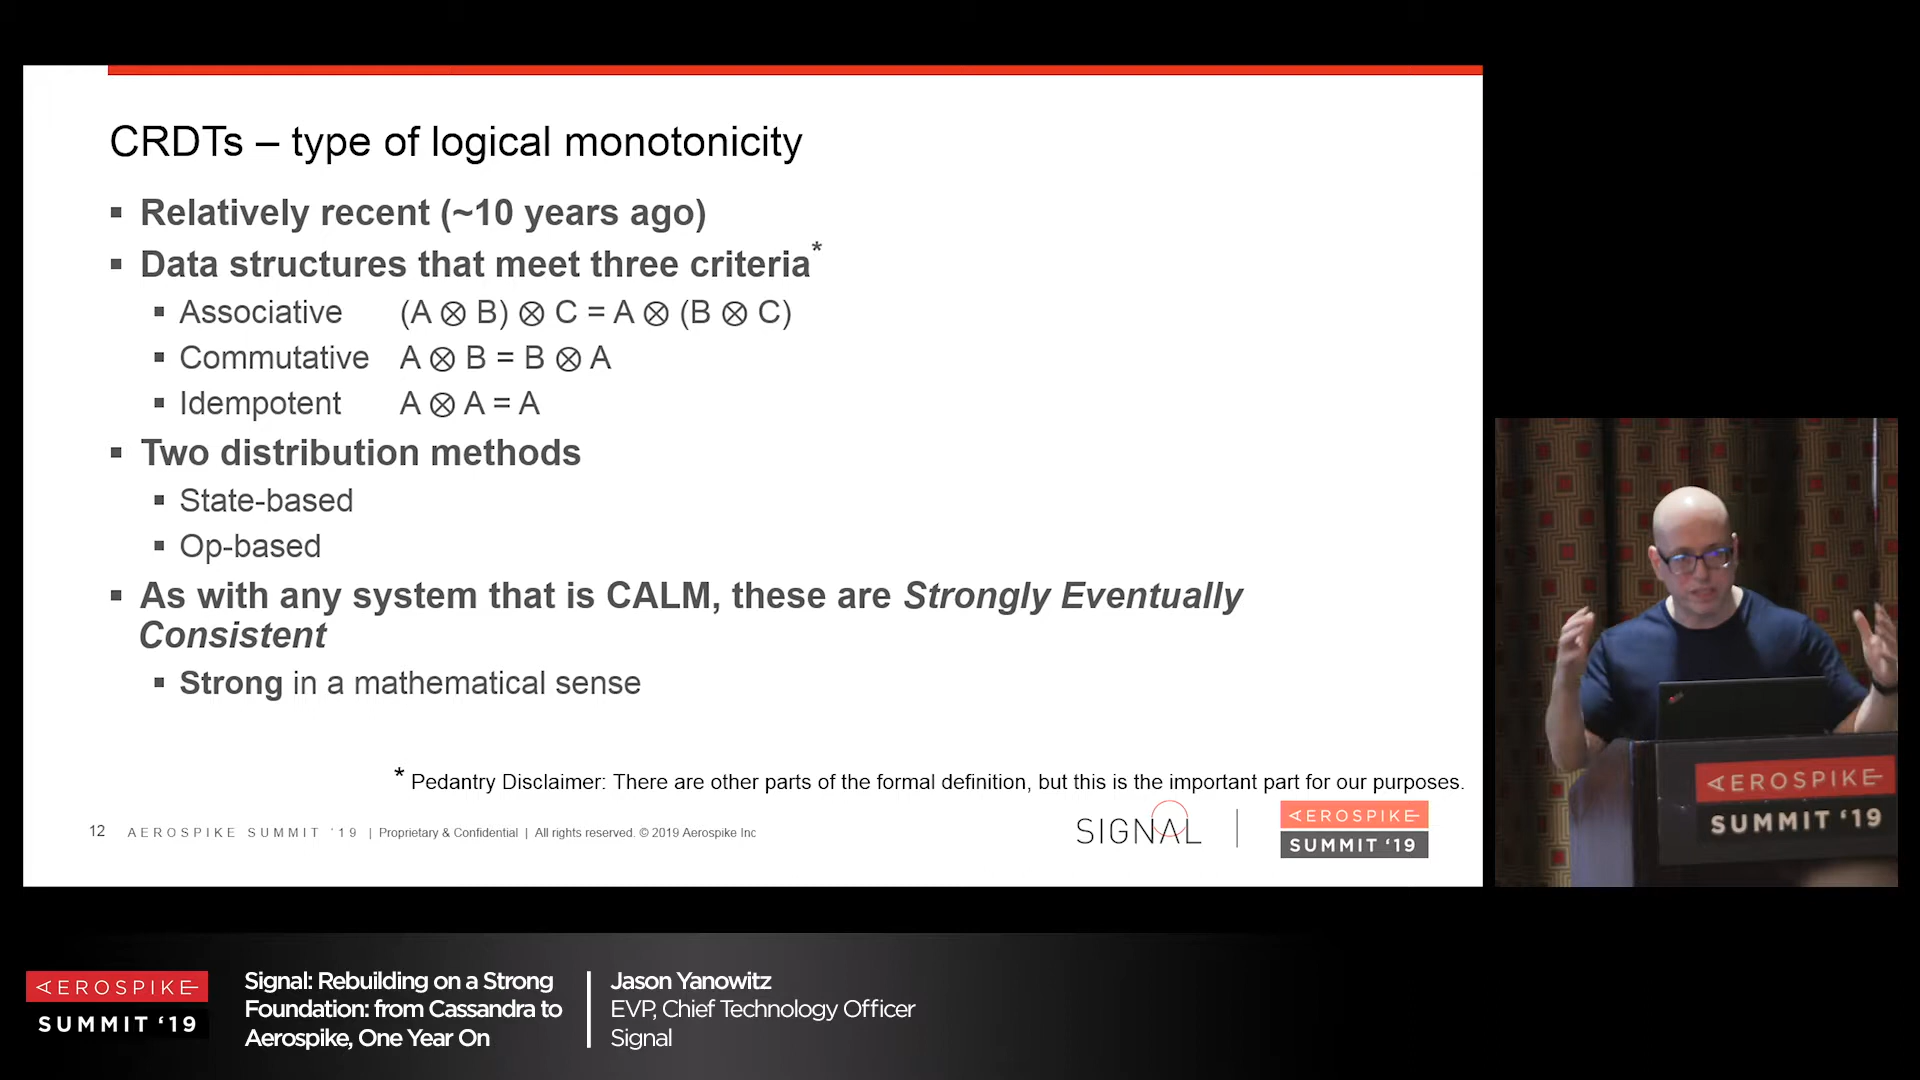 CRDTs – type of logical monotonicity
▪ Relatively recent (~10 years ago)
▪ Data structures that meet three criteria*
▪ Associative (A ⊗ B) ⊗ C = A ⊗ (B ⊗ C)
▪ Commutative A ⊗ B = B ⊗ A
▪ Idempotent A ⊗ A = A
▪ Two distribution methods
▪ State-based
▪ Op-based
▪ As with any system that is CALM, these are Strongly Eventually
Consistent
▪ Strong in a mathematical sense
* Pedantry Disclaimer: There are other parts of the formal definition, but this is the important part for our purposes.
12 AEROSPIKE SUMMIT '19 | Proprietary & Confidential | All rights reserved. © 2019 Aerospike Inc
SIGNAL
AEROSPIKE
SUMMIT '19
AEROSPIKE
SUMMIT '19
AEROSPIKE
SUMMIT '19
Signal: Rebuilding on a Strong
Foundation: from Cassandra to
Aerospike, One Year On
Jason Yanowitz
EVP, Chief Technology Officer
Signal